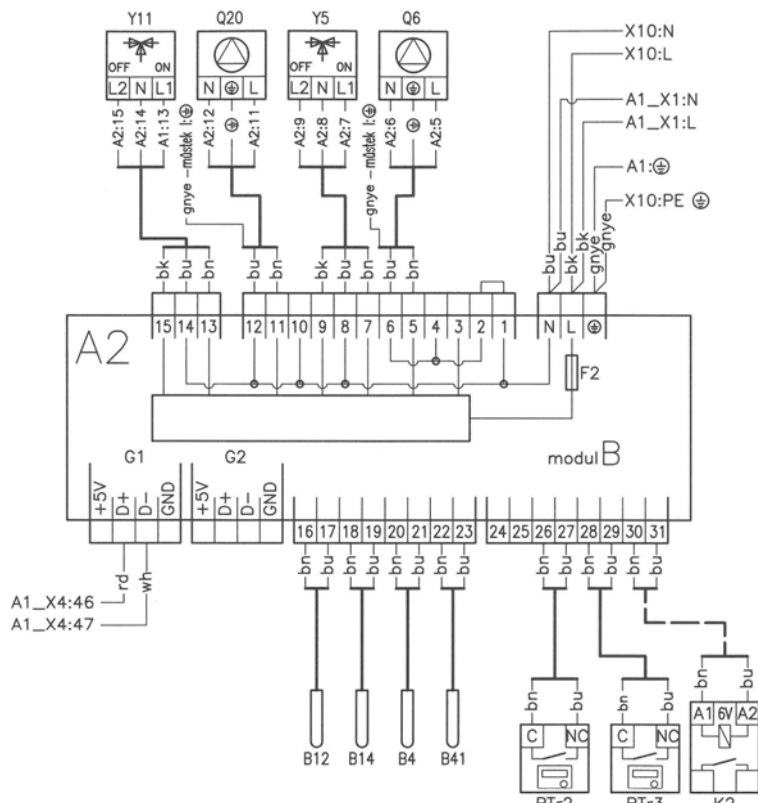 Y11 Q20 Y5 Q6
X10:N
X10:L
A1_X1:N
A1_X1:L
A1:
X10:PE
OFF ON OFF ON
L2 N L1 N L L2 N L1 N L
A2:15 A2:14 A1:13 gnye můstek I: A2:12 A2:11 A2:9 A2:8 A2:7 gnye můstek I: A2:6 A2:5
bu bu bk bk gnye gnye
bk bu bn bu bn bk bu bn bu bn
15 14 13 12 11 10 9 8 7 6 5 4 3 2 1 N L
A2
F2
G1 G2
modul B
+5V D+ D- GND +5V D+ D- GND
16 17 18 19 20 21 22 23 24 25 26 27 28 29 30 31
bn bu bn bu bn bu bn bu bn bu bn bu bn bu
rd wh
A1_X4:46
A1_X4:47
bn bu bn bu bn bu
A1 6V A2
C NC C NC
B12 B14 B4 B41
PTr2 PTr3 K2